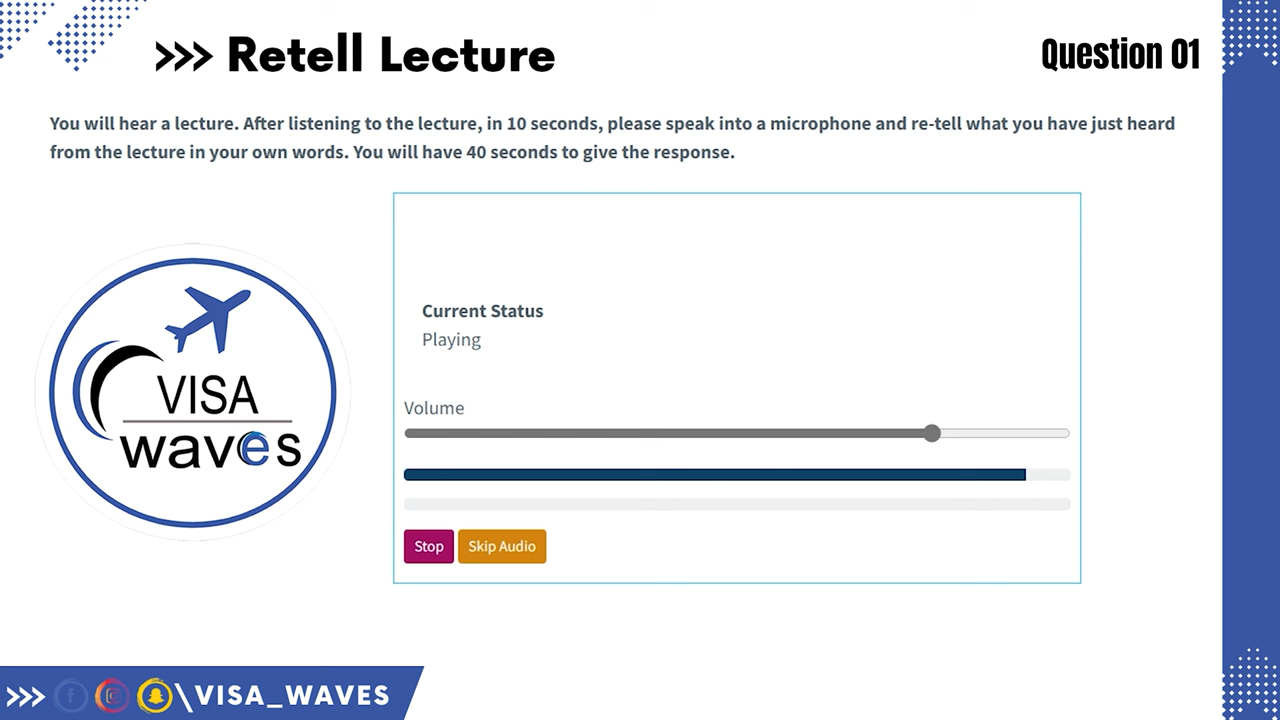 >>> Retell Lecture
Question 01
You will hear a lecture. After listening to the lecture, in 10 seconds, please speak into a microphone and re-tell what you have just heard
from the lecture in your own words. You will have 40 seconds to give the response.
VISA
waves
Current Status
Playing
Volume
Stop
Skip Audio
>>> \VISA_WAVES